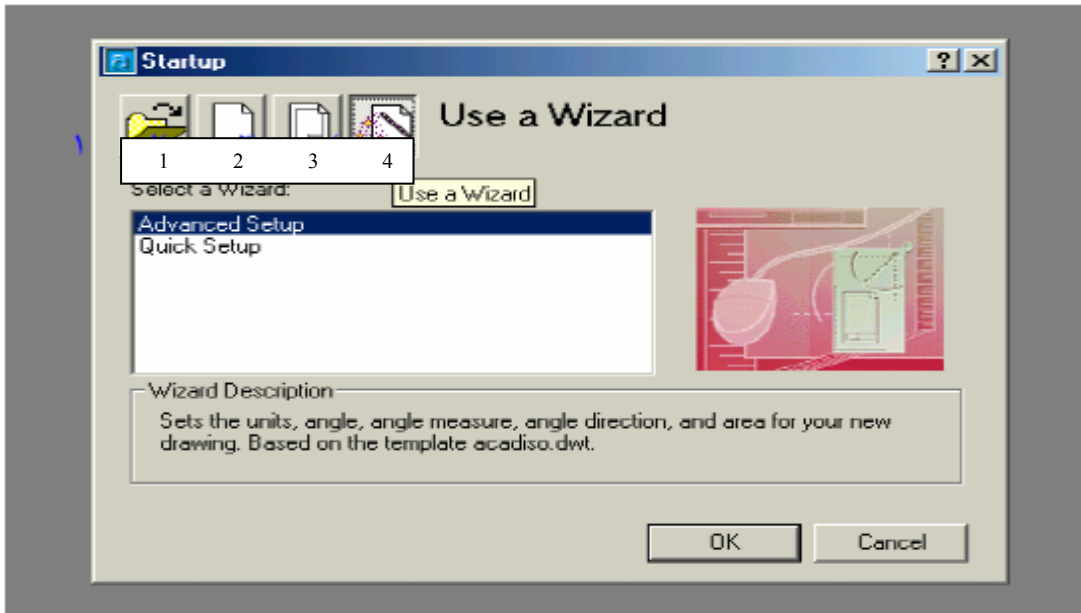 Startup
Use a Wizard
١
1 2 3 4
Select a Wizard:
Use a Wizard
Advanced Setup
Quick Setup
Wizard Description
Sets the units, angle, angle measure, angle direction, and area for your new
drawing. Based on the template acadiso.dwt.
OK Cancel